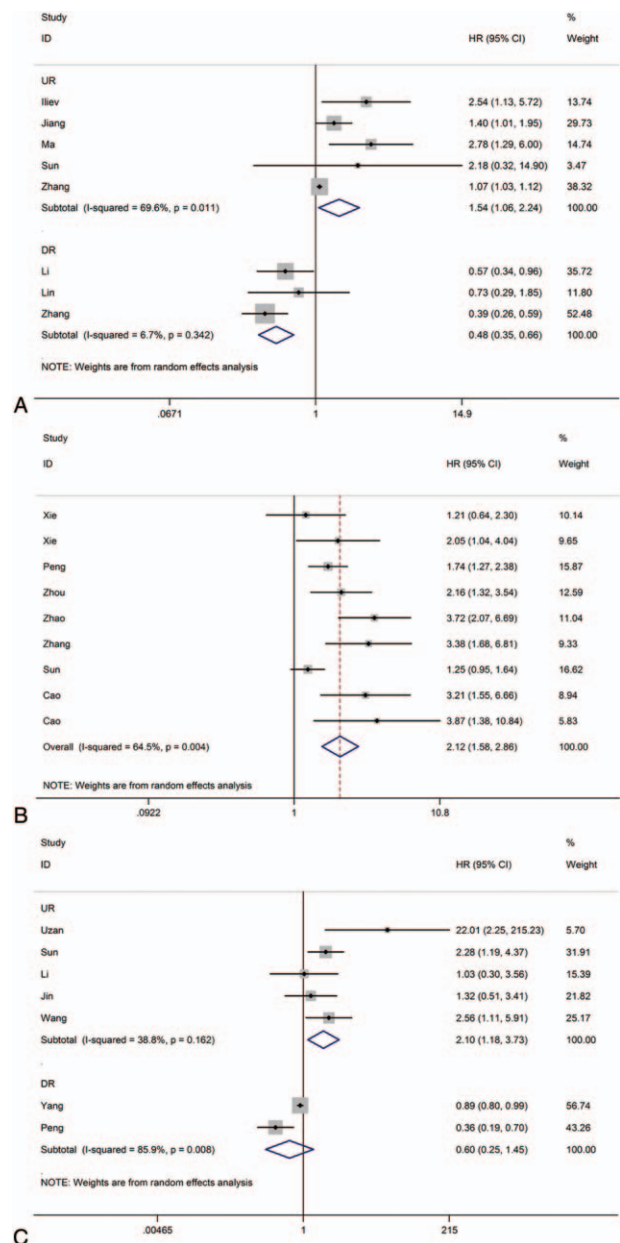 Study %
ID HR (95% CI) Weight
UR
Iliev 2.54 (1.13, 5.72) 13.74
Jiang 1.40 (1.01, 1.95) 29.73
Ma 2.78 (1.29, 6.00) 14.74
Sun 2.18 (0.32, 14.90) 3.47
Zhang 1.07 (1.03, 1.12) 38.32
Subtotal (I-squared = 69.6%, p = 0.011) 1.54 (1.06, 2.24) 100.00
DR
Li 0.57 (0.34, 0.96) 35.72
Lin 0.73 (0.29, 1.85) 11.80
Zhang 0.39 (0.26, 0.59) 52.48
Subtotal (I-squared = 6.7%, p = 0.342) 0.48 (0.35, 0.66) 100.00
NOTE: Weights are from random effects analysis
A
.0671 1 14.9
Study %
ID HR (95% CI) Weight
Xie 1.21 (0.64, 2.30) 10.14
Xie 2.05 (1.04, 4.04) 9.65
Peng 1.74 (1.27, 2.38) 15.87
Zhou 2.16 (1.32, 3.54) 12.59
Zhao 3.72 (2.07, 6.69) 11.04
Zhang 3.38 (1.68, 6.81) 9.33
Sun 1.25 (0.95, 1.64) 16.62
Cao 3.21 (1.55, 6.66) 8.94
Cao 3.87 (1.38, 10.84) 5.83
Overall (I-squared = 64.5%, p = 0.004) 2.12 (1.58, 2.86) 100.00
NOTE: Weights are from random effects analysis
B
.0922 1 10.8
Study %
ID HR (95% CI) Weight
UR
Uzan 22.01 (2.25, 215.23) 5.70
Sun 2.28 (1.19, 4.37) 31.91
Li 1.03 (0.30, 3.56) 15.39
Jin 1.32 (0.51, 3.41) 21.82
Wang 2.56 (1.11, 5.91) 25.17
Subtotal (I-squared = 38.8%, p = 0.162) 2.10 (1.18, 3.73) 100.00
DR
Yang 0.89 (0.80, 0.99) 56.74
Peng 0.36 (0.19, 0.70) 43.26
Subtotal (I-squared = 85.9%, p = 0.008) 0.60 (0.25, 1.45) 100.00
NOTE: Weights are from random effects analysis
C
.00465 1 215